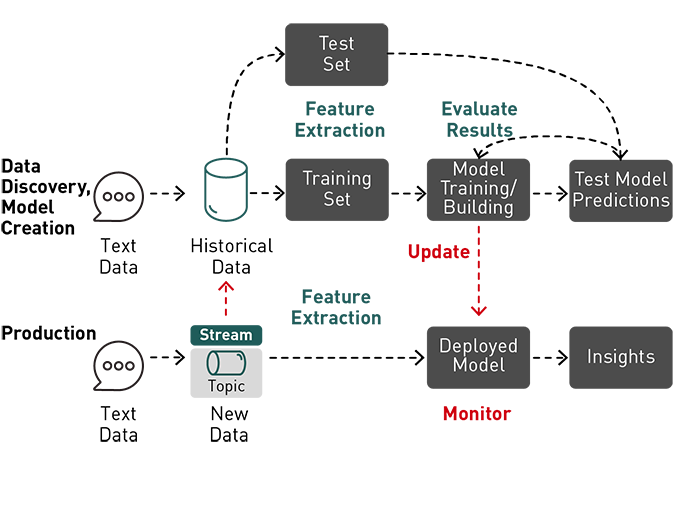 Test
Set
Feature
Extraction
Evaluate
Results
Data
Discovery,
Model
Creation
Training
Set
Model
Training/
Building
Test Model
Predictions
Text
Data
Historical
Data
Update
Feature
Extraction
Production
Stream
Topic
Deployed
Model
Insights
Text
Data
New
Data
Monitor